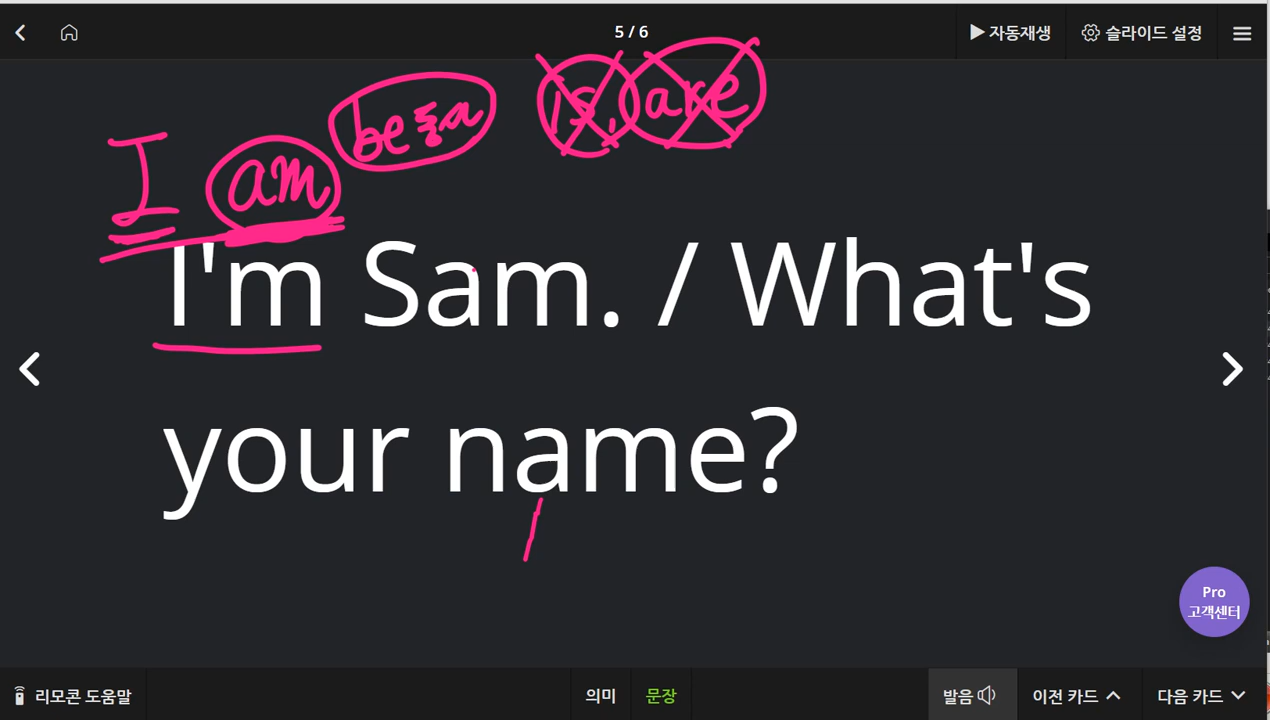 5 / 6
자동재생
슬라이드 설정
is, are
be동사
I am
I'm Sam. / What's
your name?
Pro
고객센터
리모콘 도움말
의미
문장
발음
이전 카드
다음 카드